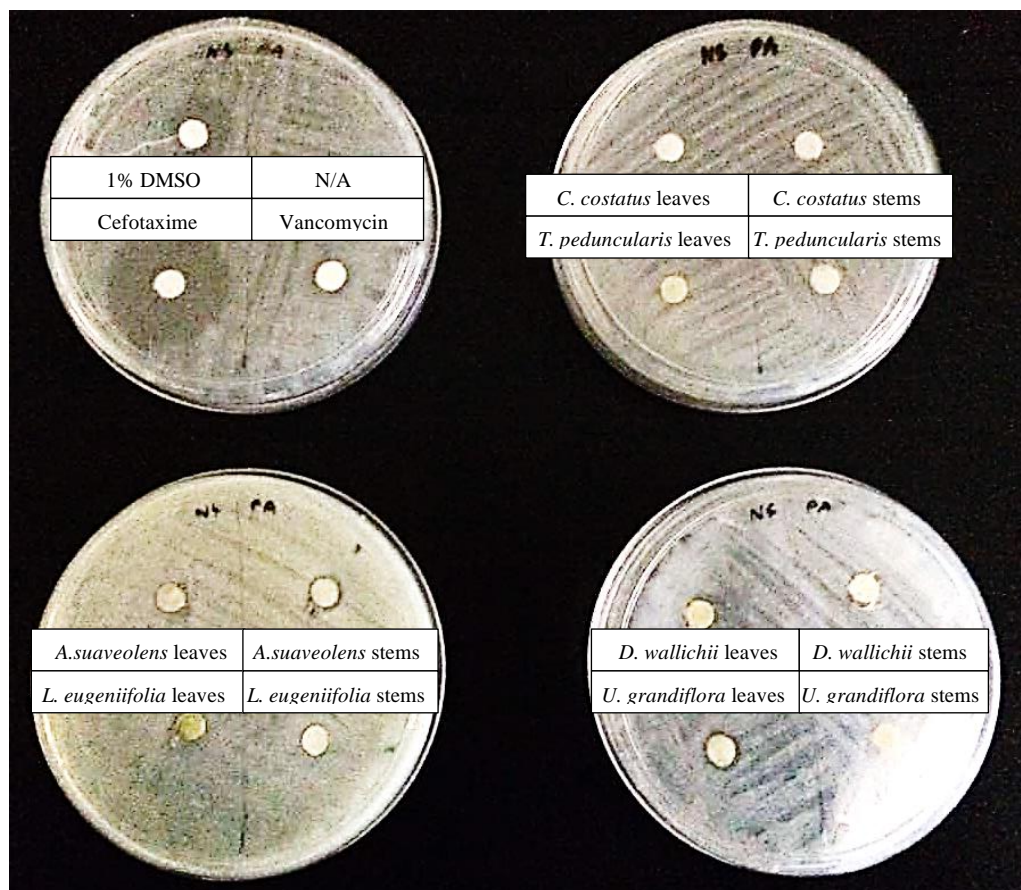 NS PA
1% DMSO N/A
Cefotaxime Vancomycin
NS PA
C. costatus leaves C. costatus stems
T. peduncularis leaves T. peduncularis stems
NS PA
A.suaveolens leaves A.suaveolens stems
L. eugeniifolia leaves L. eugeniifolia stems
NS PA
D. wallichii leaves D. wallichii stems
U. grandiflora leaves U. grandiflora stems